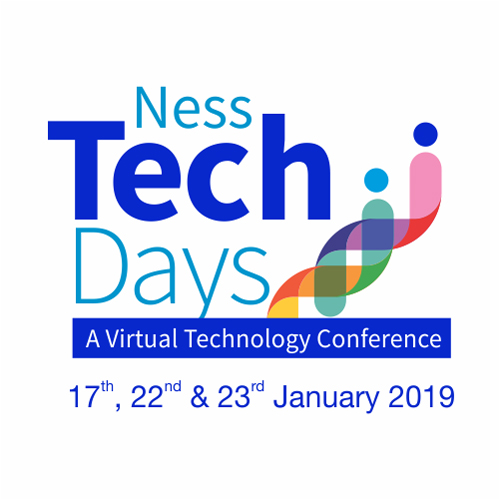 Ness
Tech
Days
A Virtual Technology Conference
17th, 22nd & 23rd January 2019